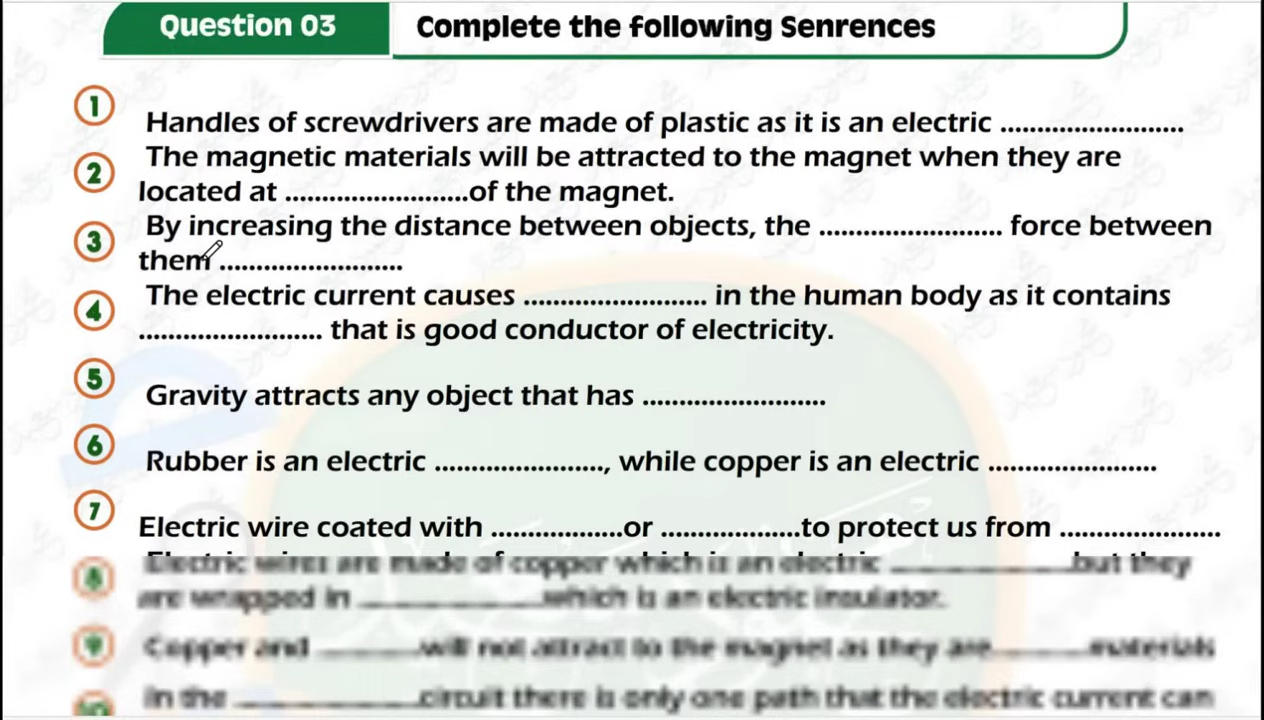 Question 03 Complete the following Senrences
1 Handles of screwdrivers are made of plastic as it is an electric .........................
2 The magnetic materials will be attracted to the magnet when they are
located at .........................of the magnet.
3 By increasing the distance between objects, the ......................... force between
them .........................
4 The electric current causes ......................... in the human body as it contains
......................... that is good conductor of electricity.
5 Gravity attracts any object that has .........................
6 Rubber is an electric ......................., while copper is an electric .......................
7 Electric wire coated with ..................or ...................to protect us from ......................
8 Electric wires are made of copper which is an electric ____________but they
are wrapped in ____________which is an electric insulator.
9 Copper and _______will not attract to the magnet as they are_______materials
10 In the ____________circuit there is only one path that the electric current can